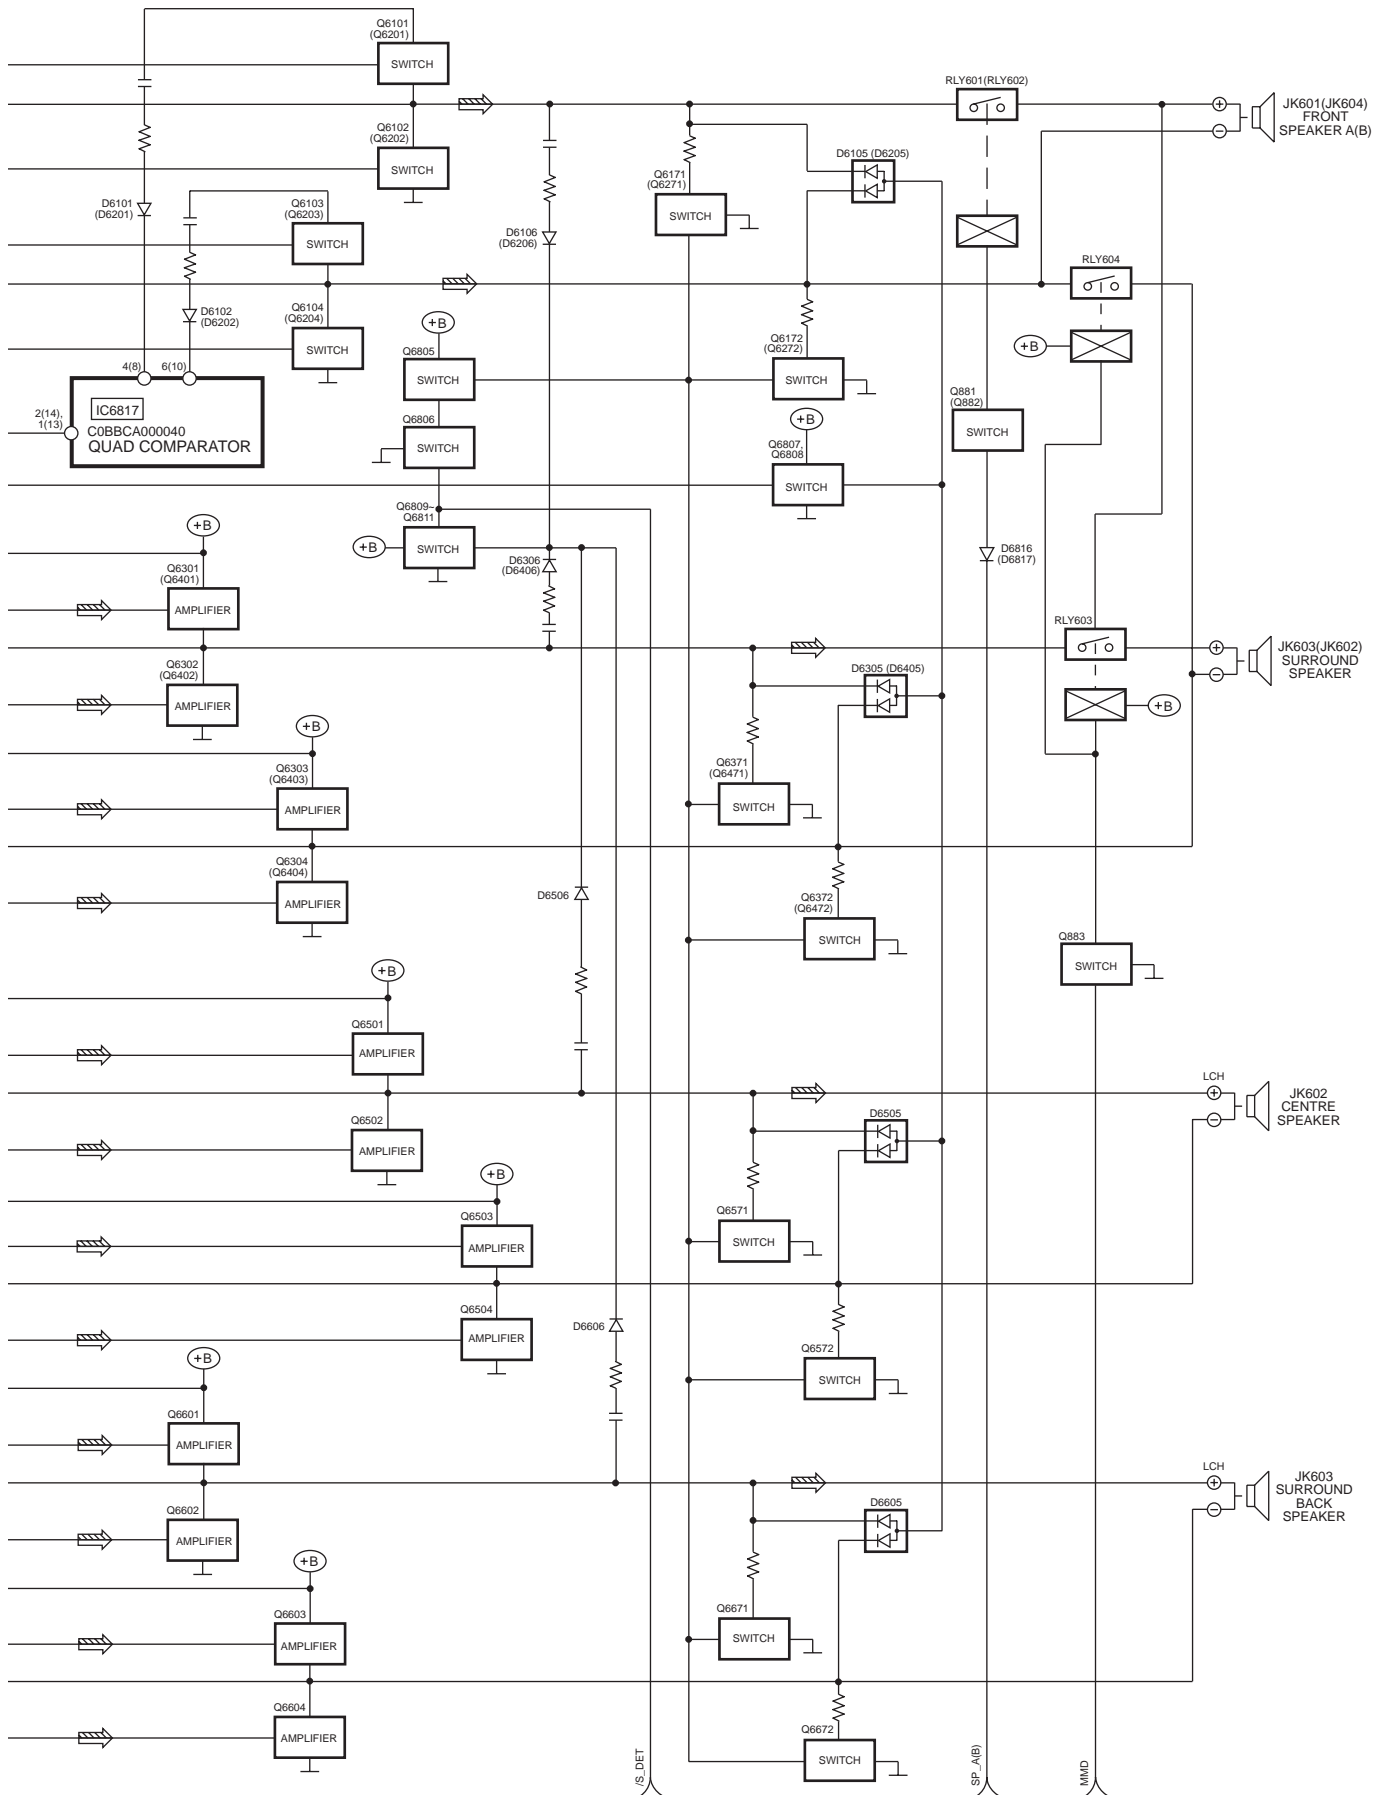 Q6101
(Q6201)
SWITCH
RLY601(RLY602)
JK601(JK604)
FRONT
SPEAKER A(B)
+
−
Q6102
(Q6202)
SWITCH
D6105 (D6205)
Q6171
(Q6271)
SWITCH
D6101
(D6201)
Q6103
(Q6203)
SWITCH
D6106
(D6206)
RLY604
D6102
(D6202)
Q6104
(Q6204)
SWITCH
+B
Q6805
SWITCH
Q6172
(Q6272)
SWITCH
+B
4(8)
6(10)
IC6817
C0BBCA000040
QUAD COMPARATOR
2(14),
1(13)
Q6806
SWITCH
+B
Q6807,
Q6808
SWITCH
Q881
(Q882)
SWITCH
Q6809~
Q6811
SWITCH
+B
+B
Q6301
(Q6401)
AMPLIFIER
D6306
(D6406)
D6816
(D6817)
RLY603
JK603(JK602)
SURROUND
SPEAKER
+
−
Q6302
(Q6402)
AMPLIFIER
D6305 (D6405)
+B
+B
Q6303
(Q6403)
AMPLIFIER
Q6371
(Q6471)
SWITCH
Q6304
(Q6404)
AMPLIFIER
D6506
Q6372
(Q6472)
SWITCH
Q883
SWITCH
+B
Q6501
AMPLIFIER
LCH
+
−
JK602
CENTRE
SPEAKER
Q6502
AMPLIFIER
D6505
+B
Q6503
AMPLIFIER
Q6571
SWITCH
Q6504
AMPLIFIER
D6606
Q6572
SWITCH
+B
Q6601
AMPLIFIER
LCH
+
−
JK603
SURROUND
BACK
SPEAKER
Q6602
AMPLIFIER
D6605
+B
Q6603
AMPLIFIER
Q6671
SWITCH
Q6604
AMPLIFIER
Q6672
SWITCH
/S_DET
SP_A(B)
MMD